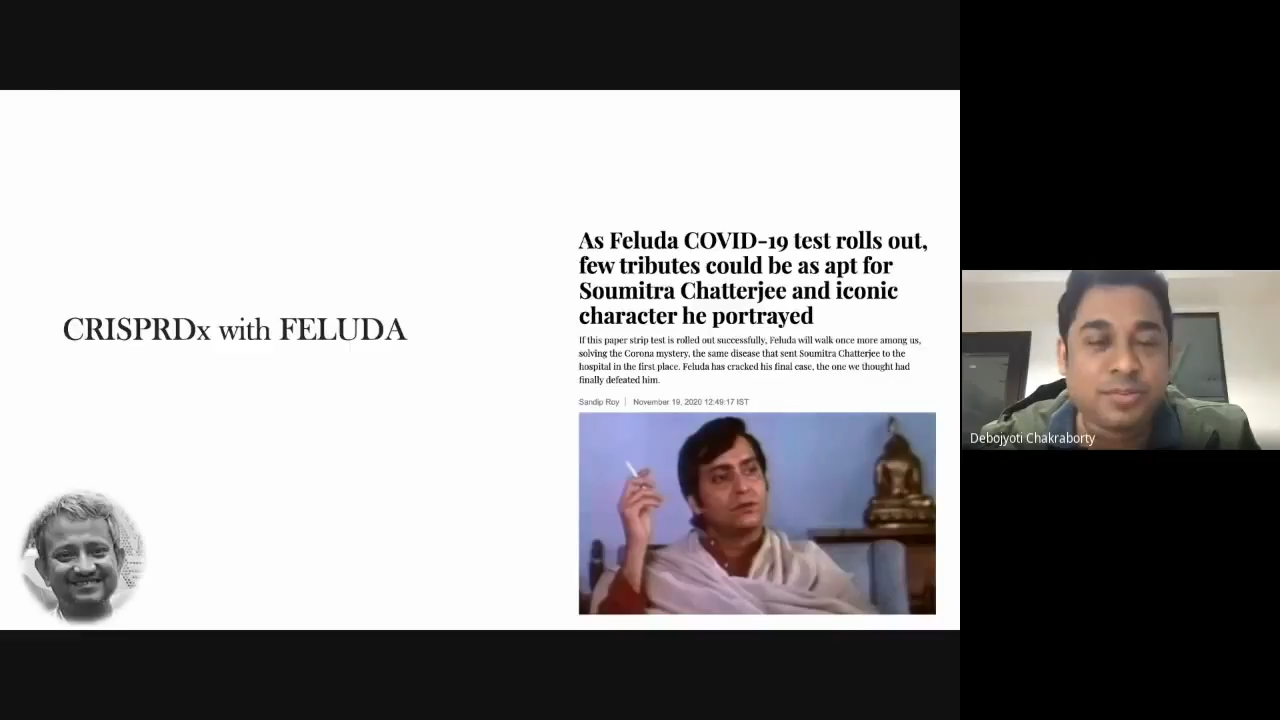 CRISPRDx with FELUDA
As Feluda COVID-19 test rolls out,
few tributes could be as apt for
Soumitra Chatterjee and iconic
character he portrayed
If this paper strip test is rolled out successfully, Feluda will walk once more among us,
solving the Corona mystery, the same disease that sent Soumitra Chatterjee to the
hospital in the first place. Feluda has cracked his final case, the one we thought had
finally defeated him.
Sandip Roy | November 19, 2020 12:49:17 IST
Debojyoti Chakraborty